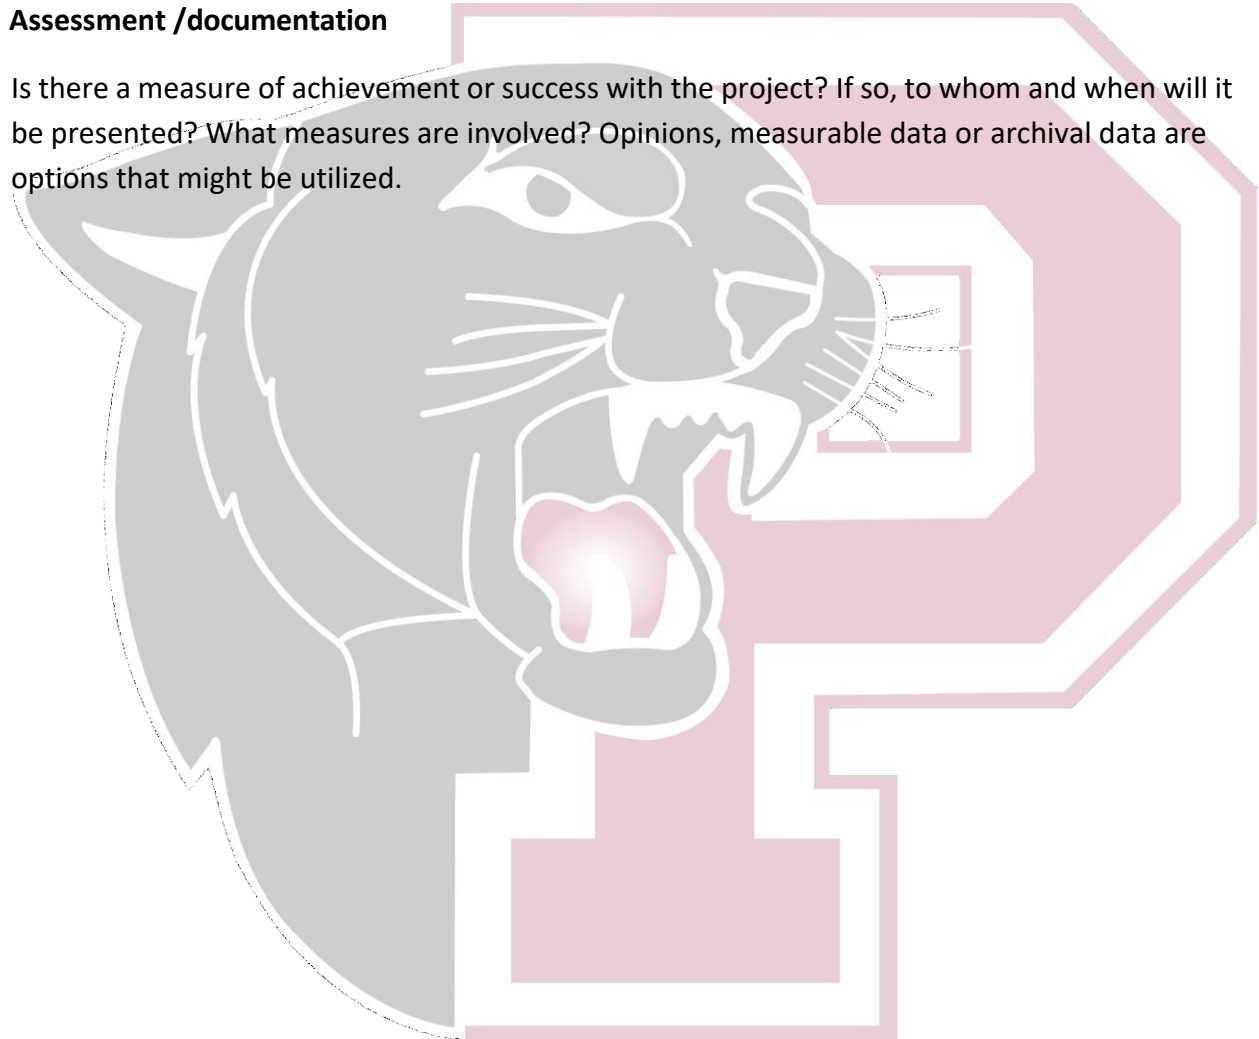 Assessment /documentation
Is there a measure of achievement or success with the project? If so, to whom and when will it
be presented? What measures are involved? Opinions, measurable data or archival data are
options that might be utilized.
P